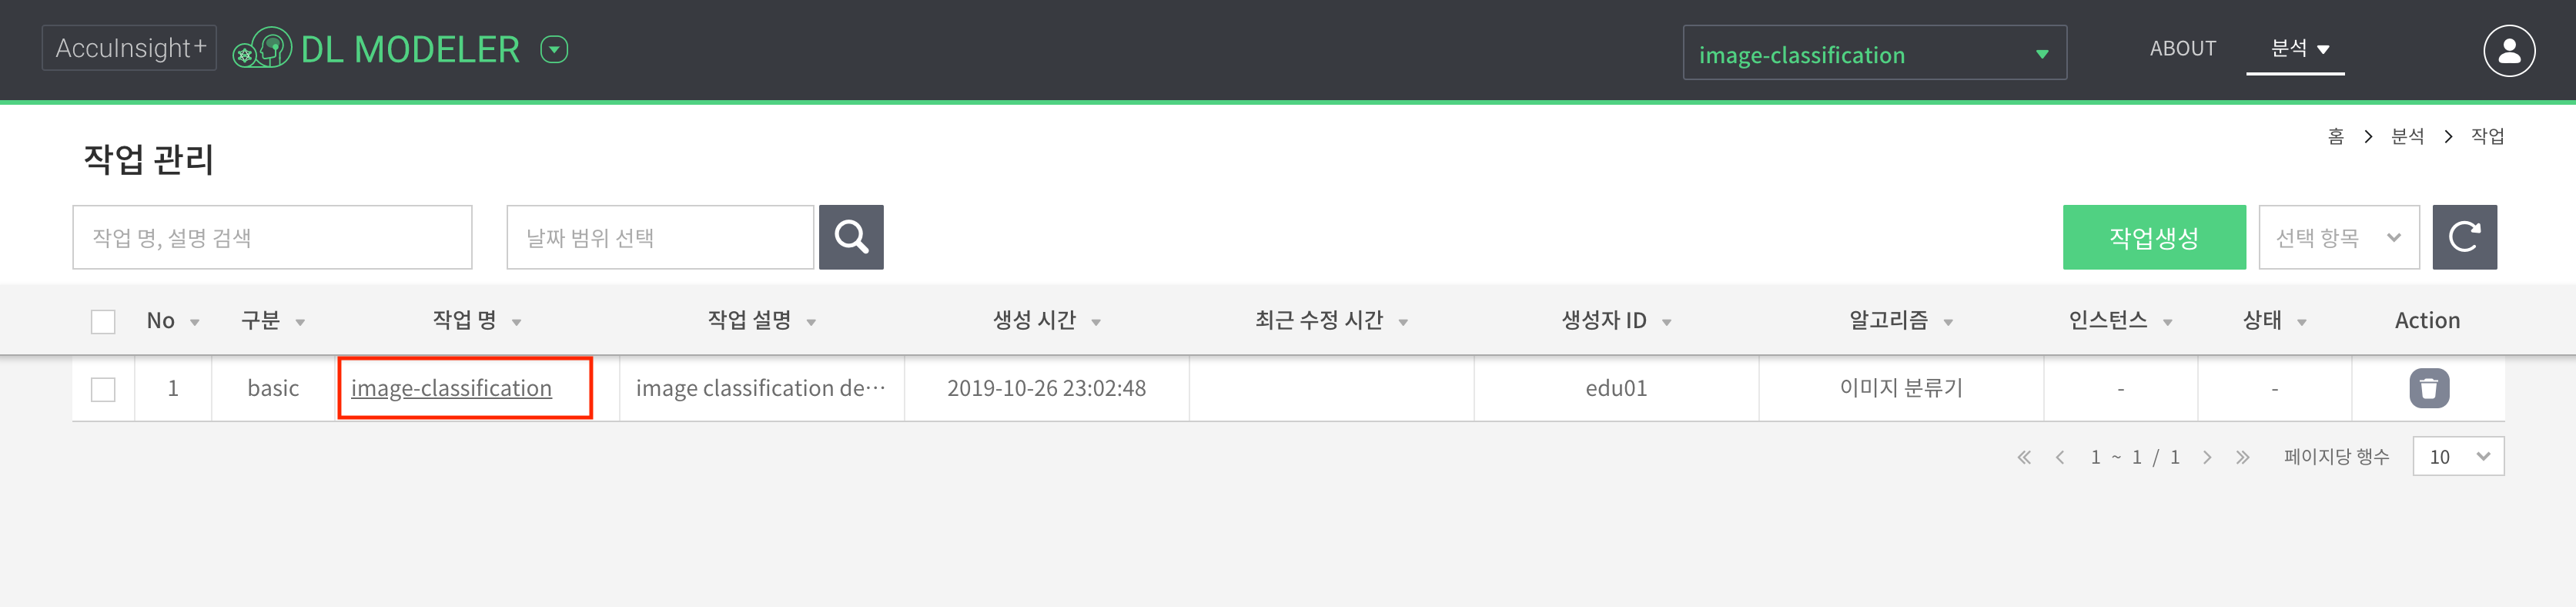 AccuInsight+ DL MODELER image-classification ABOUT 분석
홈 > 분석 > 작업
작업 관리
작업 명, 설명 검색 날짜 범위 선택 작업생성 선택 항목
No 구분 작업 명 작업 설명 생성 시간 최근 수정 시간 생성자 ID 알고리즘 인스턴스 상태 Action
1 basic image-classification image classification de… 2019-10-26 23:02:48 edu01 이미지 분류기 - -
1 ~ 1 / 1 페이지당 행수 10